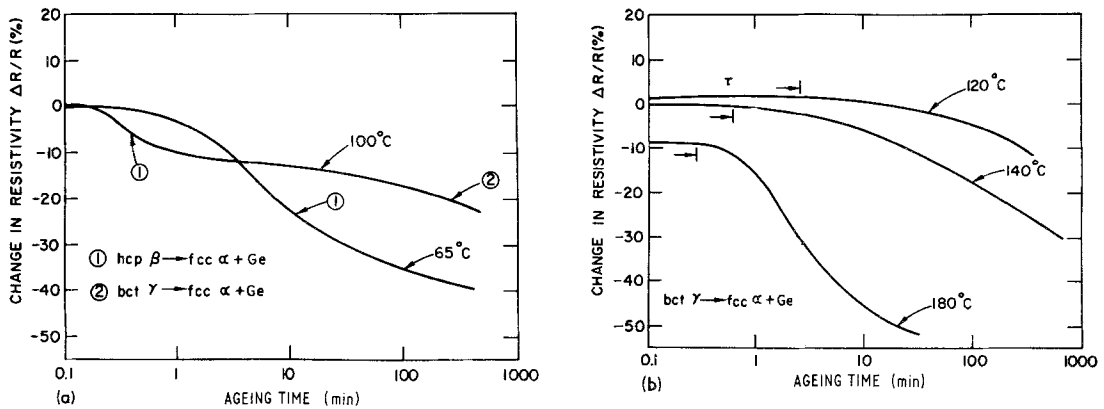 CHANGE IN RESISTIVITY ΔR/R(%)
20
10
0
-10
-20
-30
-40
-50
①
100°C
②
①
65°C
① hcp β→fcc α+Ge
② bct γ→fcc α+Ge
0.1
1
10
100
1000
(a)
AGEING TIME (min)
CHANGE IN RESISTIVITY ΔR/R(%)
20
10
0
-10
-20
-30
-40
-50
τ
120°C
140°C
180°C
bct γ→fcc α+Ge
0.1
1
10
100
1000
(b)
AGEING TIME (min)